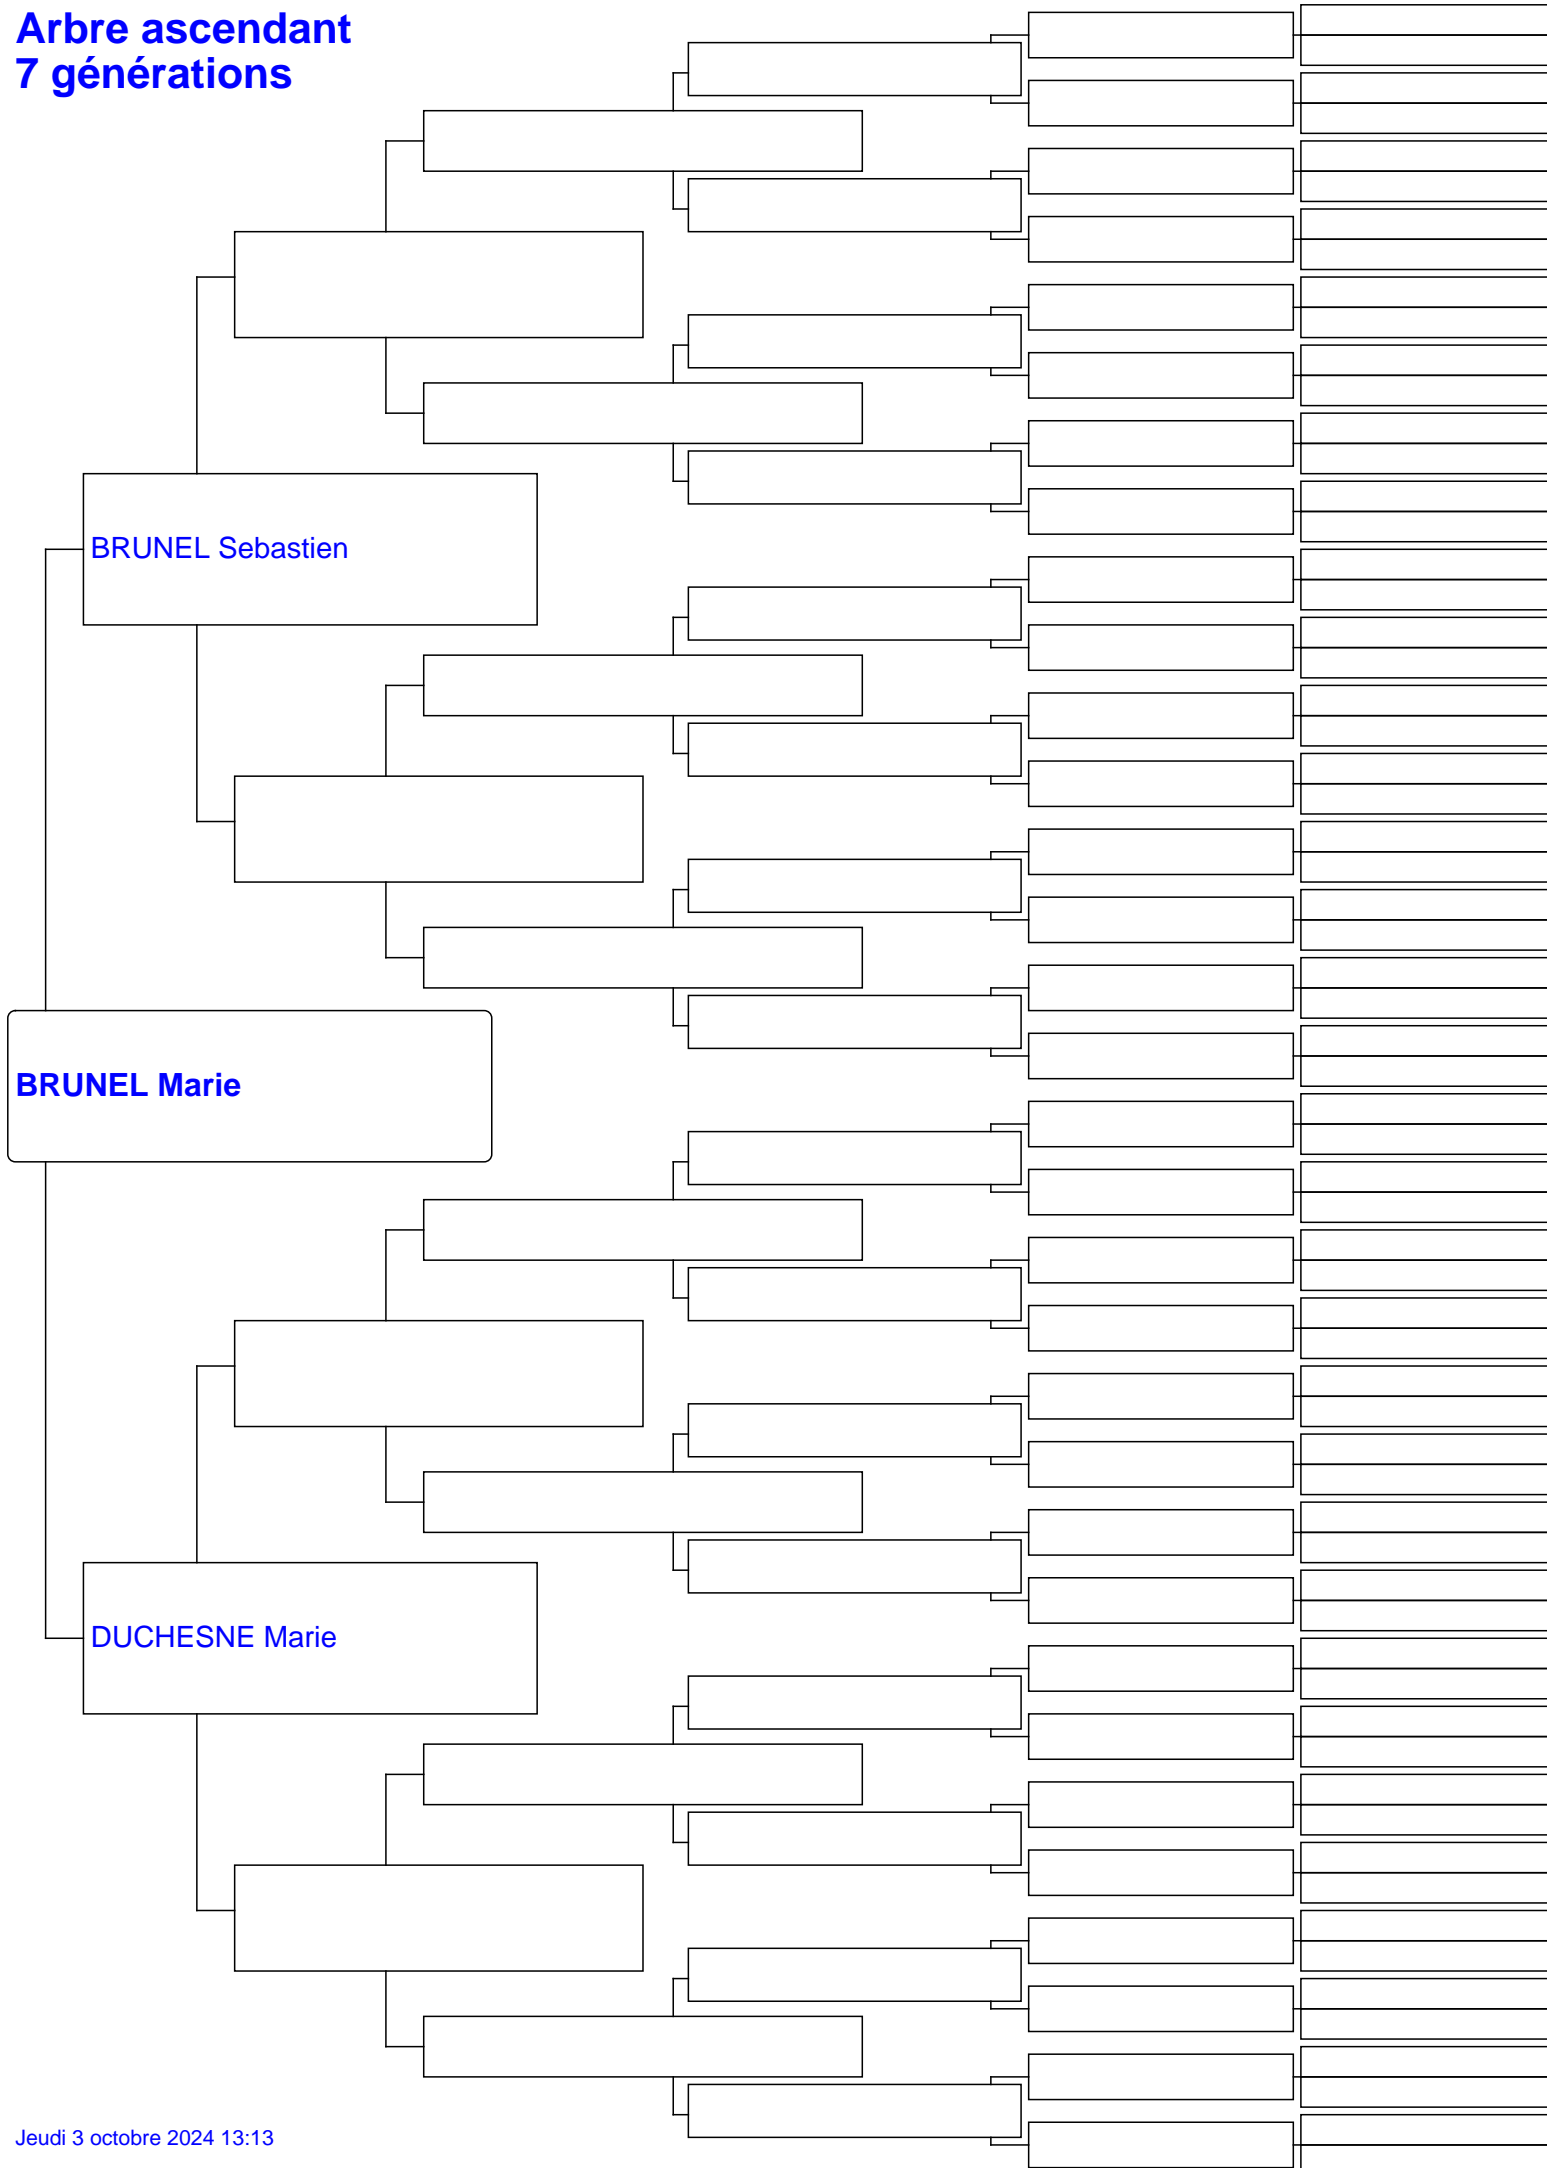 Arbre ascendant
7 générations
BRUNEL Sebastien
BRUNEL Marie
DUCHESNE Marie
Jeudi 3 octobre 2024 13:13